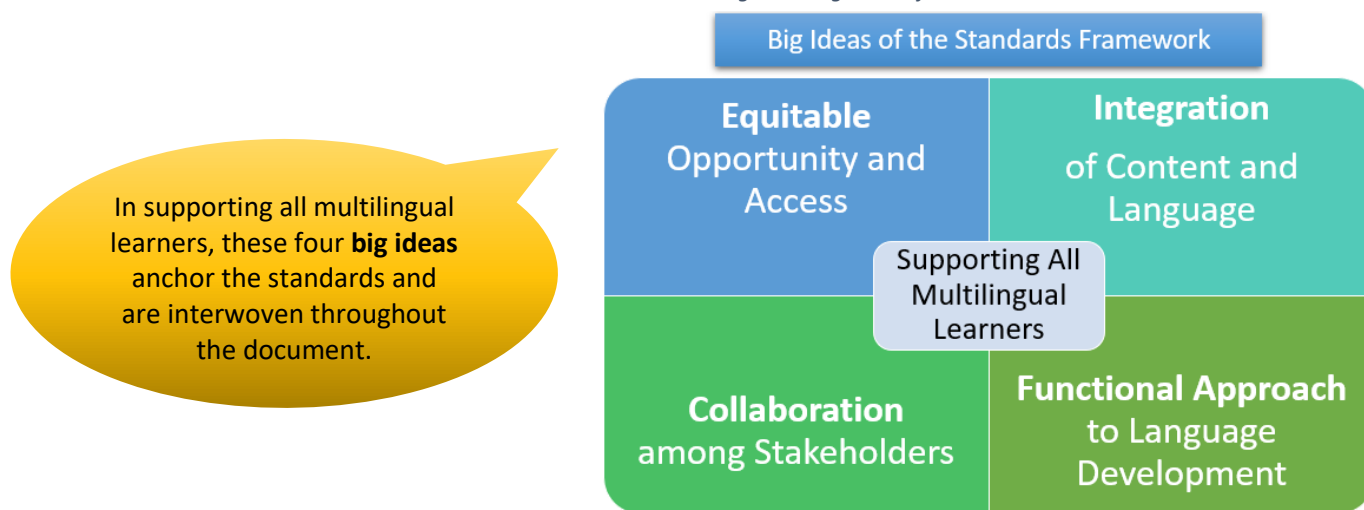 Big Ideas of the Standards Framework
In supporting all multilingual
learners, these four big ideas
anchor the standards and
are interwoven throughout
the document.
Equitable
Opportunity and
Access
Integration
of Content and
Language
Supporting All
Multilingual
Learners
Collaboration
among Stakeholders
Functional Approach
to Language
Development